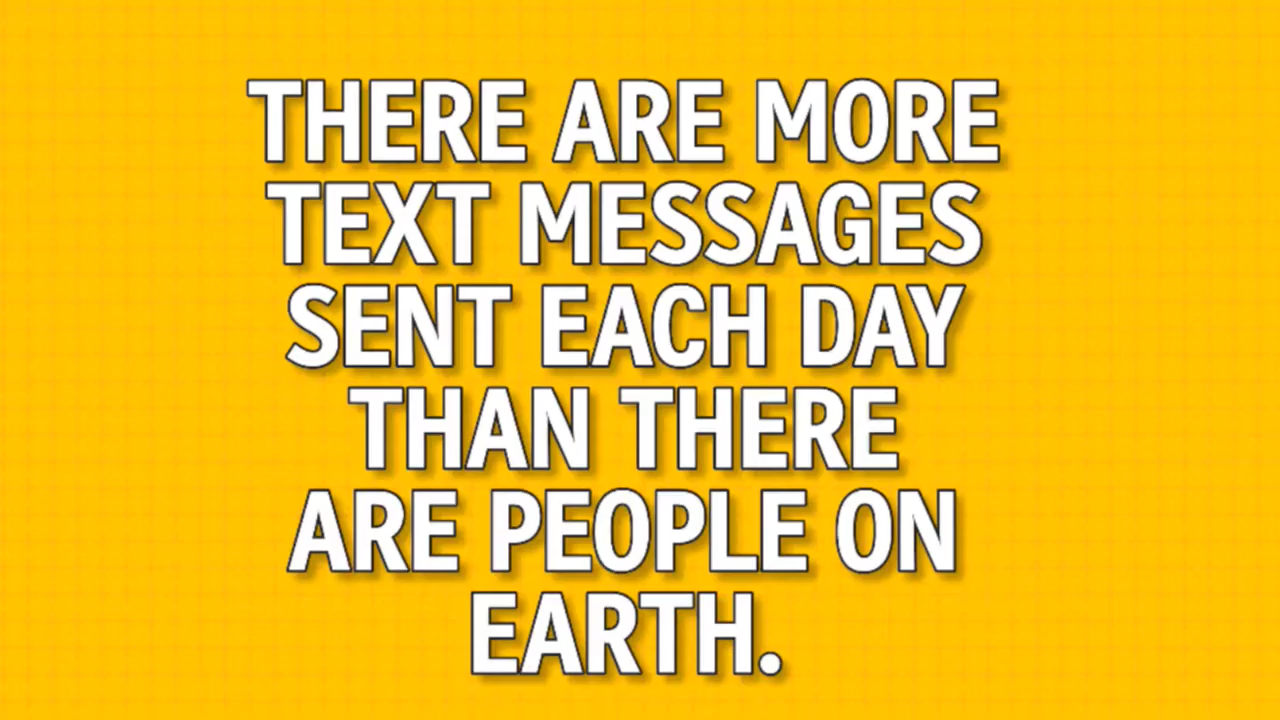 THERE ARE MORE
TEXT MESSAGES
SENT EACH DAY
THAN THERE
ARE PEOPLE ON
EARTH.